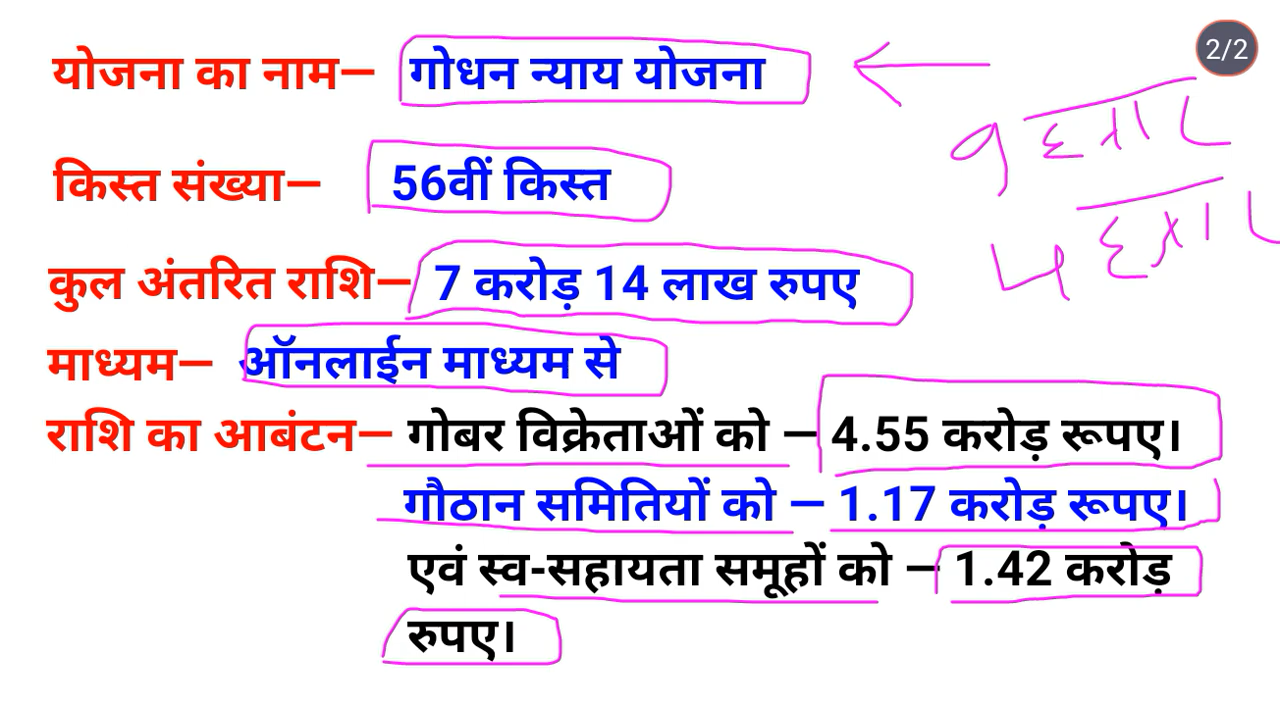 2/2
योजना का नाम– गोधन न्याय योजना
किस्त संख्या– 56वीं किस्त
कुल अंतरित राशि– 7 करोड़ 14 लाख रुपए
माध्यम– ऑनलाईन माध्यम से
राशि का आबंटन– गोबर विक्रेताओं को – 4.55 करोड़ रूपए।
गौठान समितियों को – 1.17 करोड़ रूपए।
एवं स्व-सहायता समूहों को – 1.42 करोड़
रुपए।